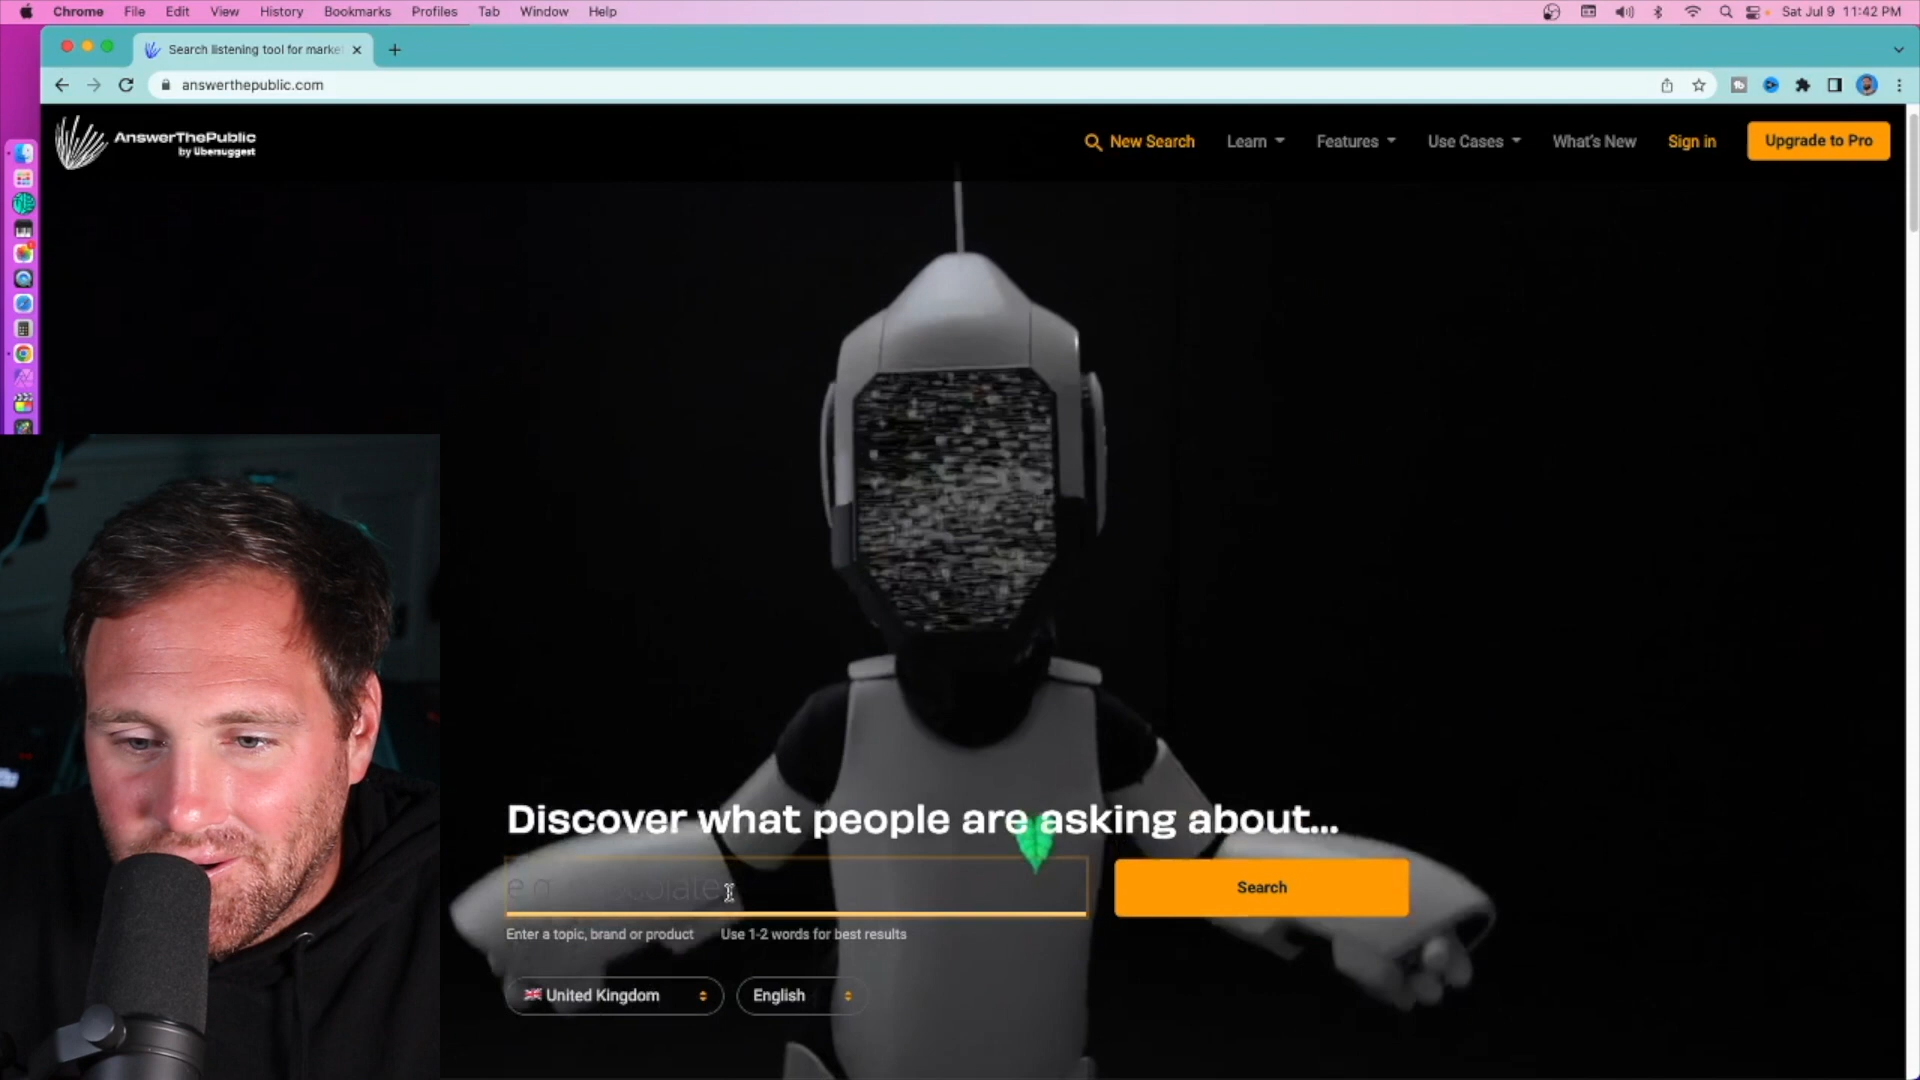 Chrome File Edit View History Bookmarks Profiles Tab Window Help Sat Jul 9 11:42 PM
Search listening tool for marke
answerthepublic.com
AnswerThePublic
by Ubersuggest
New Search Learn Features Use Cases What's New Sign in Upgrade to Pro
Discover what people are asking about...
Search
Enter a topic, brand or product Use 1-2 words for best results
United Kingdom English